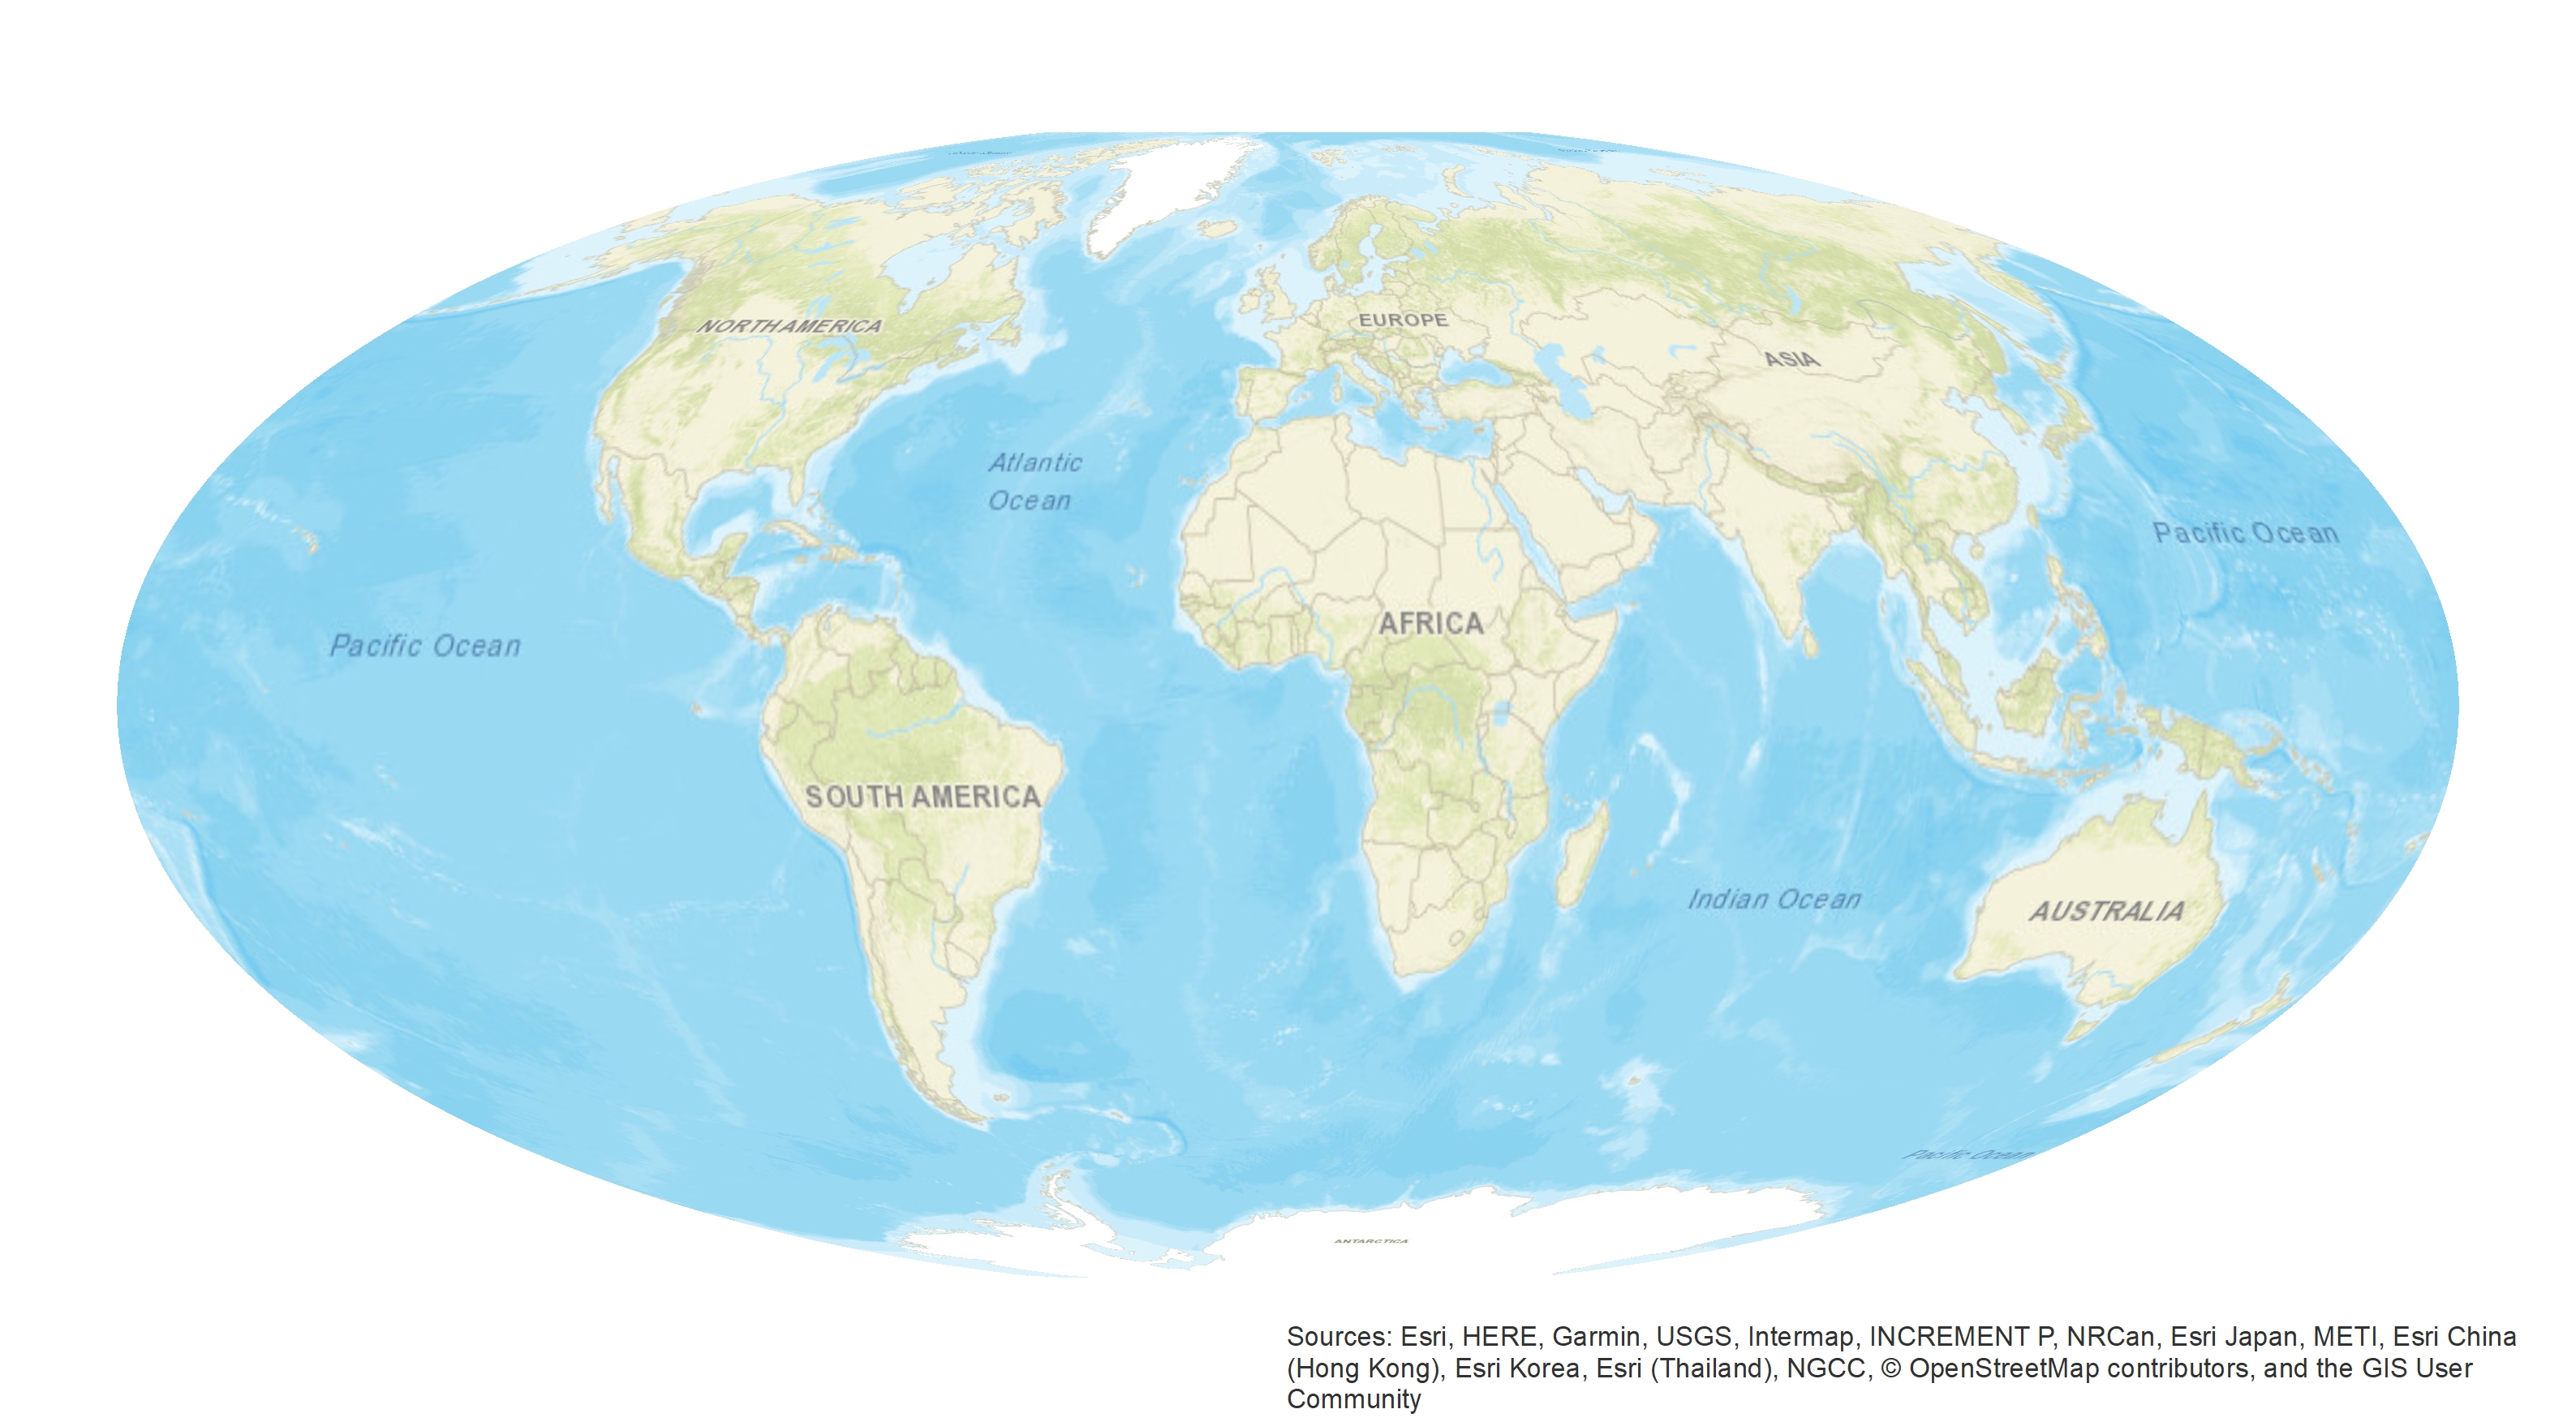 NORTH AMERICA
EUROPE
ASIA
Atlantic
Ocean
Pacific Ocean
AFRICA
Pacific Ocean
SOUTH AMERICA
Indian Ocean
AUSTRALIA
Pacific Ocean
ANTARCTICA
Sources: Esri, HERE, Garmin, USGS, Intermap, INCREMENT P, NRCan, Esri Japan, METI, Esri China
(Hong Kong), Esri Korea, Esri (Thailand), NGCC, © OpenStreetMap contributors, and the GIS User
Community